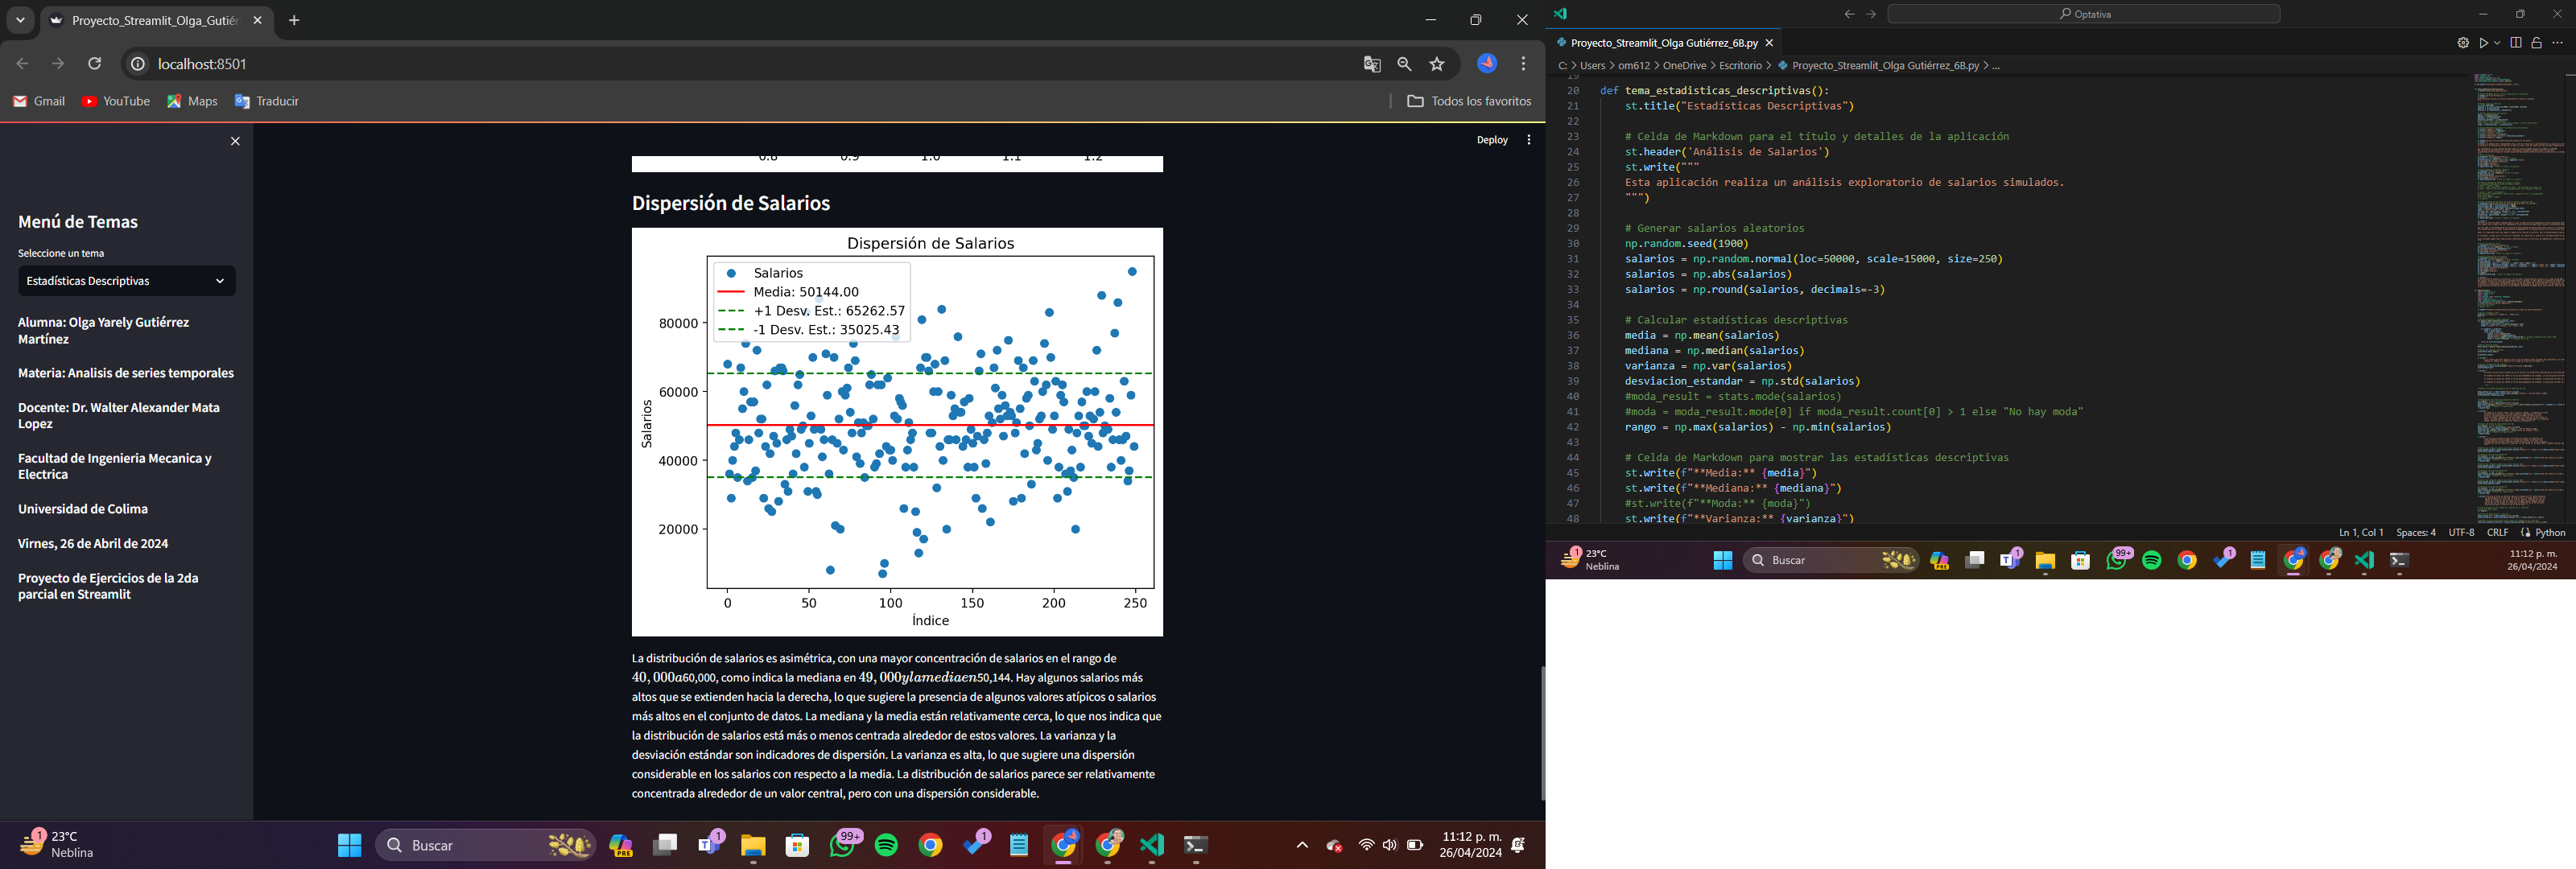 Proyecto_Streamlit_Olga_Gutiér
localhost:8501
Gmail
YouTube
Maps
Traducir
Todos los favoritos
Deploy
Menú de Temas
Seleccione un tema
Estadísticas Descriptivas
Alumna: Olga Yarely Gutiérrez
Martínez
Materia: Analisis de series temporales
Docente: Dr. Walter Alexander Mata
Lopez
Facultad de Ingenieria Mecanica y
Electrica
Universidad de Colima
Virnes, 26 de Abril de 2024
Proyecto de Ejercicios de la 2da
parcial en Streamlit
0.8 0.9 1.0 1.1 1.2
Dispersión de Salarios
Dispersión de Salarios
Salarios
Media: 50144.00
+1 Desv. Est.: 65262.57
-1 Desv. Est.: 35025.43
80000
60000
40000
20000
Salarios
0 50 100 150 200 250
Índice
La distribución de salarios es asimétrica, con una mayor concentración de salarios en el rango de
40,000a60,000, como indica la mediana en 49,000ylamediaen50,144. Hay algunos salarios más
altos que se extienden hacia la derecha, lo que sugiere la presencia de algunos valores atípicos o salarios
más altos en el conjunto de datos. La mediana y la media están relativamente cerca, lo que nos indica que
la distribución de salarios está más o menos centrada alrededor de estos valores. La varianza y la
desviación estándar son indicadores de dispersión. La varianza es alta, lo que sugiere una dispersión
considerable en los salarios con respecto a la media. La distribución de salarios parece ser relativamente
concentrada alrededor de un valor central, pero con una dispersión considerable.
1
23°C
Neblina
Buscar
PRE
1
99+
1
11:12 p. m.
26/04/2024
Optativa
Proyecto_Streamlit_Olga Gutiérrez_6B.py
C: > Users > om612 > OneDrive > Escritorio > Proyecto_Streamlit_Olga Gutiérrez_6B.py > ...
19
20 def tema_estadisticas_descriptivas():
21 st.title("Estadísticas Descriptivas")
22
23 # Celda de Markdown para el título y detalles de la aplicación
24 st.header('Análisis de Salarios')
25 st.write("""
26 Esta aplicación realiza un análisis exploratorio de salarios simulados.
27 """)
28
29 # Generar salarios aleatorios
30 np.random.seed(1900)
31 salarios = np.random.normal(loc=50000, scale=15000, size=250)
32 salarios = np.abs(salarios)
33 salarios = np.round(salarios, decimals=-3)
34
35 # Calcular estadísticas descriptivas
36 media = np.mean(salarios)
37 mediana = np.median(salarios)
38 varianza = np.var(salarios)
39 desviacion_estandar = np.std(salarios)
40 #moda_result = stats.mode(salarios)
41 #moda = moda_result.mode[0] if moda_result.count[0] > 1 else "No hay moda"
42 rango = np.max(salarios) - np.min(salarios)
43
44 # Celda de Markdown para mostrar las estadísticas descriptivas
45 st.write(f"**Media:** {media}")
46 st.write(f"**Mediana:** {mediana}")
47 #st.write(f"**Moda:** {moda}")
48 st.write(f"**Varianza:** {varianza}")
Ln 1, Col 1 Spaces: 4 UTF-8 CRLF Python
1
23°C
Neblina
Buscar
PRE
1
99+
1
11:12 p. m.
26/04/2024